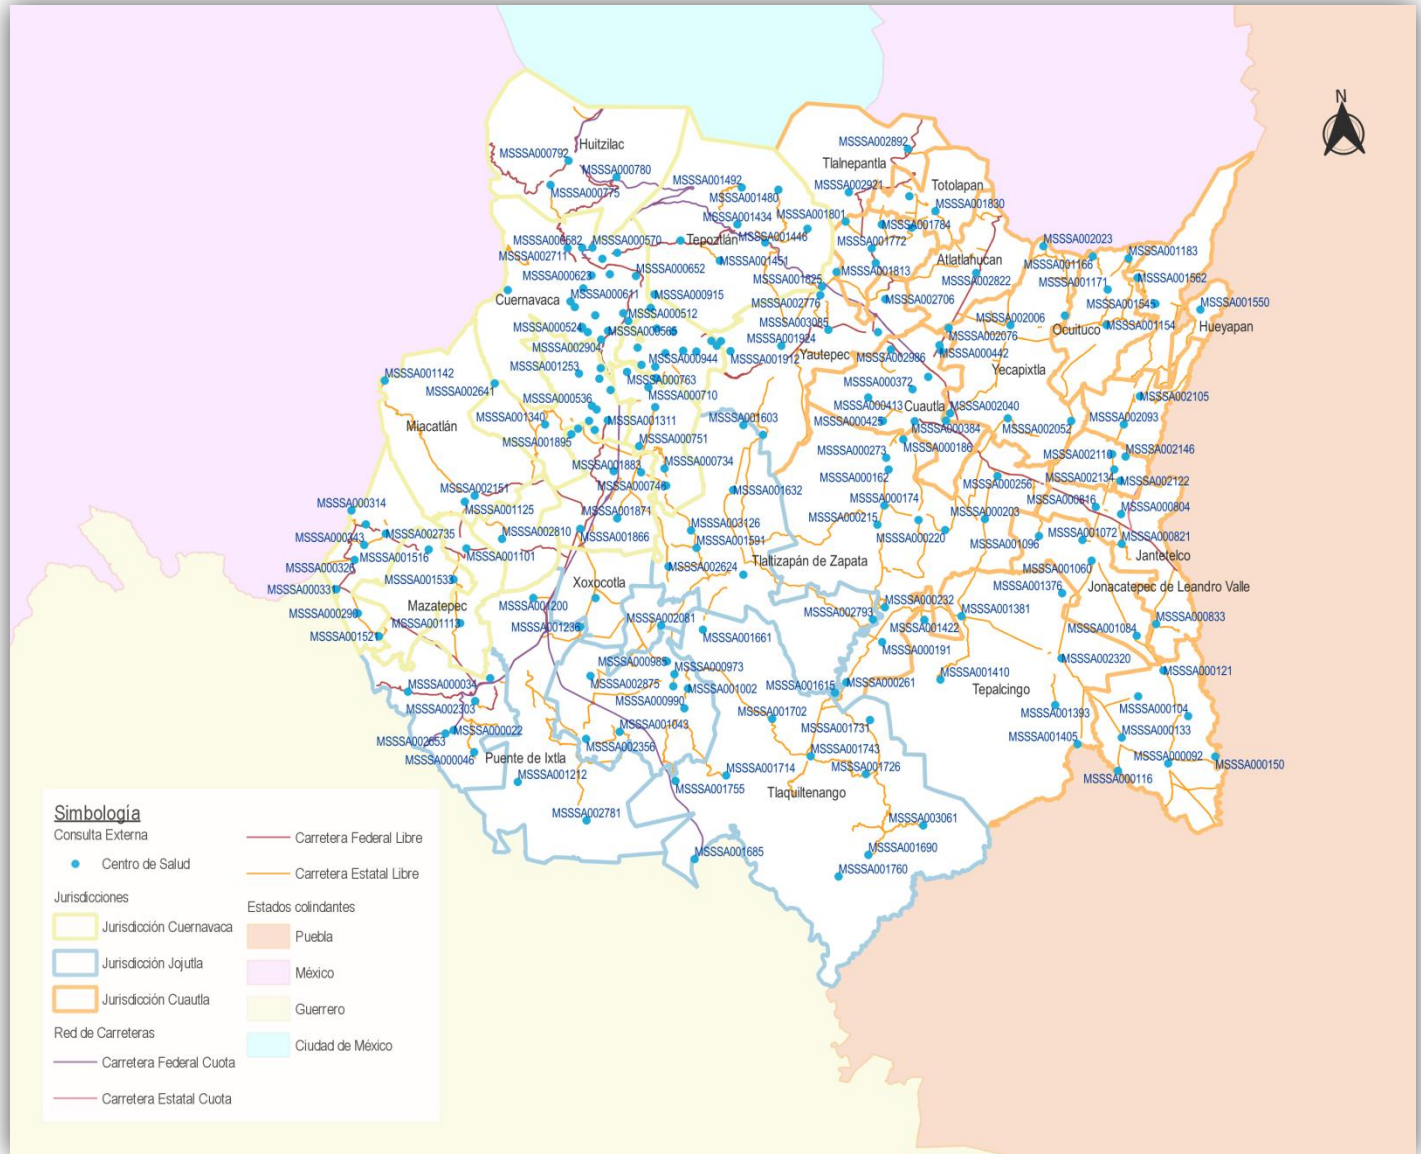 N
MSSSA002892
Huitzilac
MSSSA000792
Tlalnepantla
MSSSA000780
MSSSA001492
MSSSA002921
Totolapan
MSSSA000775
MSSSA001480
MSSSA001830
MSSSA001434
MSSSA001801
MSSSA001784
MSSSA000582
MSSSA000570
Tepoztlán
MSSSA001446
MSSSA001772
MSSSA002023
MSSSA002711
MSSSA001451
Atlatlahucan
MSSSA001166
MSSSA001183
MSSSA000623
MSSSA000652
MSSSA001825
MSSSA001813
MSSSA002822
MSSSA001171
MSSSA001562
Cuernavaca
MSSSA000611
MSSSA000915
MSSSA002776
MSSSA002706
MSSSA001545
MSSSA001550
MSSSA000512
MSSSA003085
MSSSA002006
Ocuituco
MSSSA001154
Hueyapan
MSSSA000524
MSSSA000565
MSSSA001924
MSSSA002076
MSSSA002904
MSSSA000944
MSSSA001912
Yautepec
MSSSA002986
MSSSA000442
MSSSA001253
MSSSA000763
Yecapixtla
MSSSA001142
MSSSA002641
MSSSA000372
MSSSA000536
MSSSA000710
MSSSA000413
Cuautla
MSSSA002040
MSSSA002105
MSSSA001340
MSSSA001311
MSSSA001603
MSSSA000425
MSSSA000384
MSSSA002052
MSSSA002093
Miacatlán
MSSSA001895
MSSSA000751
MSSSA000273
MSSSA000186
MSSSA002110
MSSSA002146
MSSSA001883
MSSSA000734
MSSSA000162
MSSSA002134
MSSSA002122
MSSSA000746
MSSSA001632
MSSSA000256
MSSSA002151
MSSSA000174
MSSSA000816
MSSSA000314
MSSSA001125
MSSSA001871
MSSSA000215
MSSSA000203
MSSSA000804
MSSSA003126
MSSSA000343
MSSSA002735
MSSSA002810
MSSSA001866
MSSSA001591
MSSSA000220
MSSSA001096
MSSSA001072
MSSSA000821
MSSSA001516
MSSSA001101
Jantetelco
MSSSA000326
MSSSA002624
Tlaltizapán de Zapata
MSSSA001060
MSSSA001533
Xoxocotla
MSSSA001376
Jonacatepec de Leandro Valle
MSSSA000331
MSSSA000290
Mazatepec
MSSSA001200
MSSSA002793
MSSSA000232
MSSSA001381
MSSSA001113
MSSSA001236
MSSSA002081
MSSSA001422
MSSSA000833
MSSSA001521
MSSSA001661
MSSSA001084
MSSSA000191
MSSSA000985
MSSSA000973
MSSSA002320
MSSSA000121
MSSSA000034
MSSSA002875
MSSSA001002
MSSSA001615
MSSSA000261
MSSSA001410
Tepalcingo
MSSSA002303
MSSSA000990
MSSSA001702
MSSSA001393
MSSSA000104
MSSSA001043
MSSSA001731
MSSSA000022
MSSSA000133
MSSSA002653
MSSSA002356
MSSSA001743
MSSSA001405
MSSSA000046
Puente de Ixtla
MSSSA001726
MSSSA000092
MSSSA000150
MSSSA001212
MSSSA001714
MSSSA000116
MSSSA001755
Tlaquiltenango
MSSSA002781
MSSSA003061
MSSSA001685
MSSSA001690
MSSSA001760
Simbología
Consulta Externa
Centro de Salud
Jurisdicciones
Jurisdicción Cuernavaca
Jurisdicción Jojutla
Jurisdicción Cuautla
Red de Carreteras
Carretera Federal Cuota
Carretera Estatal Cuota
Carretera Federal Libre
Carretera Estatal Libre
Estados colindantes
Puebla
México
Guerrero
Ciudad de México